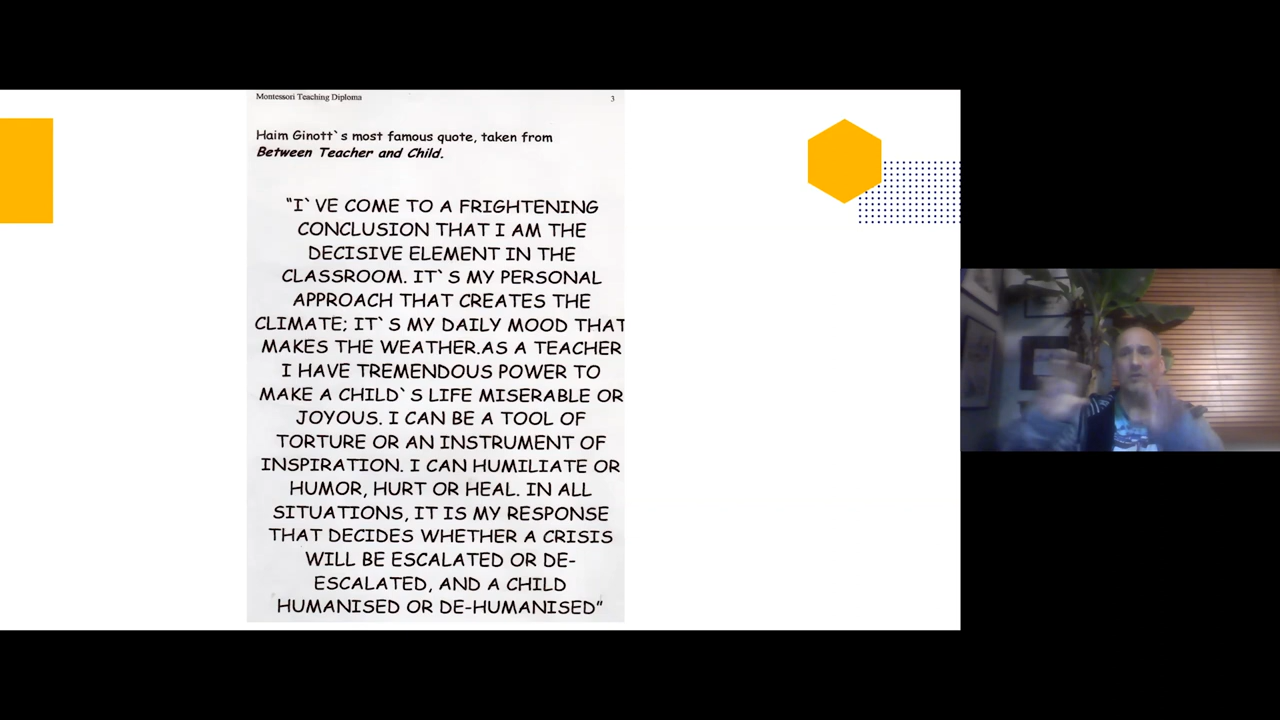 Montessori Teaching Diploma
3
Haim Ginott`s most famous quote, taken from
Between Teacher and Child.
“I`VE COME TO A FRIGHTENING
CONCLUSION THAT I AM THE
DECISIVE ELEMENT IN THE
CLASSROOM. IT`S MY PERSONAL
APPROACH THAT CREATES THE
CLIMATE; IT`S MY DAILY MOOD THAT
MAKES THE WEATHER.AS A TEACHER
I HAVE TREMENDOUS POWER TO
MAKE A CHILD`S LIFE MISERABLE OR
JOYOUS. I CAN BE A TOOL OF
TORTURE OR AN INSTRUMENT OF
INSPIRATION. I CAN HUMILIATE OR
HUMOR, HURT OR HEAL. IN ALL
SITUATIONS, IT IS MY RESPONSE
THAT DECIDES WHETHER A CRISIS
WILL BE ESCALATED OR DE-
ESCALATED, AND A CHILD
HUMANISED OR DE-HUMANISED”